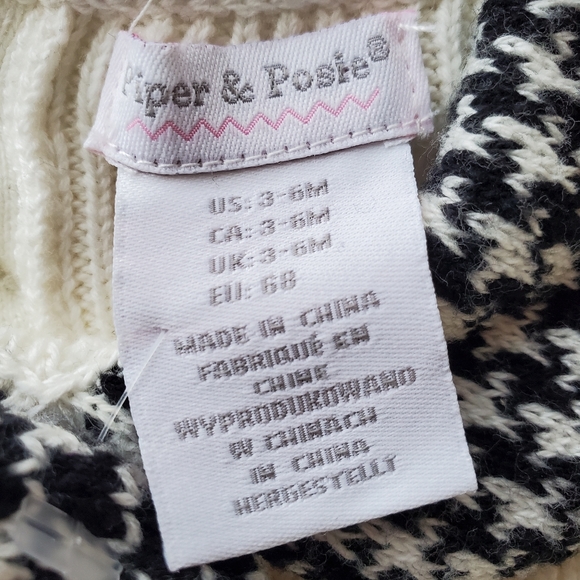 Piper & Posie®
US: 3-6M
CA: 3-6M
UK: 3-6M
EU: 68
MADE IN CHINA
FABRIQUÉ EN
CHINE
WYPRODUKOWANO
W CHINACH
IN CHINA
HERGESTELLT